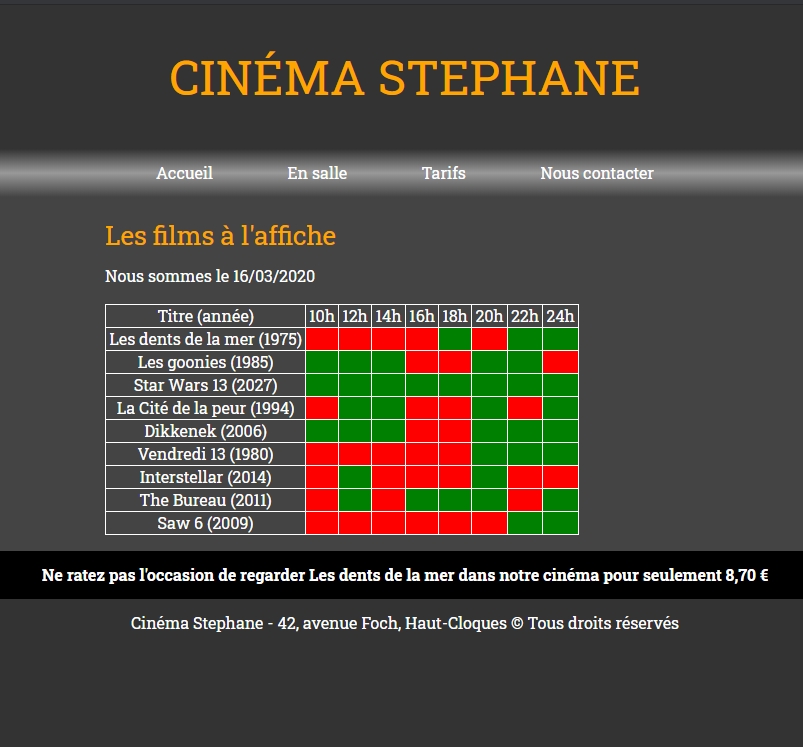 CINÉMA STEPHANE
Accueil En salle Tarifs Nous contacter
Les films à l'affiche
Nous sommes le 16/03/2020
Titre (année) 10h 12h 14h 16h 18h 20h 22h 24h
Les dents de la mer (1975)
Les goonies (1985)
Star Wars 13 (2027)
La Cité de la peur (1994)
Dikkenek (2006)
Vendredi 13 (1980)
Interstellar (2014)
The Bureau (2011)
Saw 6 (2009)
Ne ratez pas l'occasion de regarder Les dents de la mer dans notre cinéma pour seulement 8,70 €
Cinéma Stephane - 42, avenue Foch, Haut-Cloques © Tous droits réservés